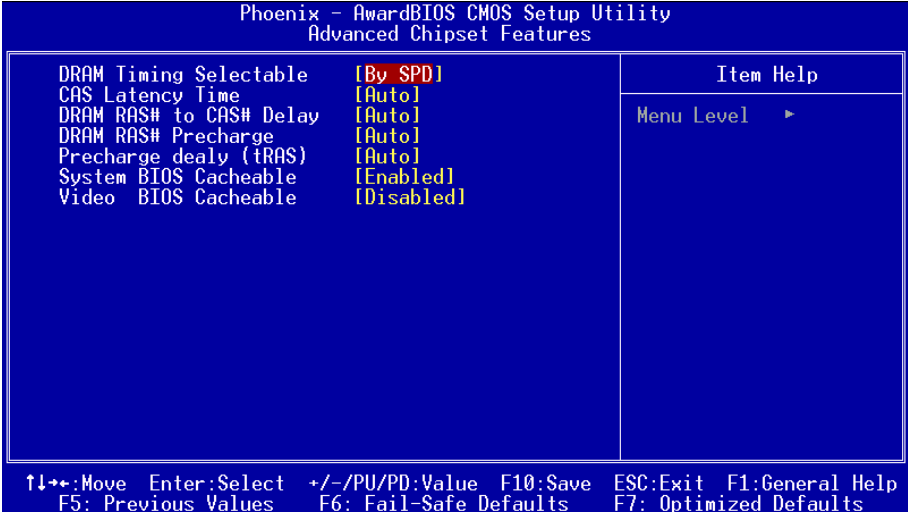 Phoenix - AwardBIOS CMOS Setup Utility
Advanced Chipset Features
DRAM Timing Selectable [By SPD]
CAS Latency Time [Auto]
DRAM RAS# to CAS# Delay [Auto]
DRAM RAS# Precharge [Auto]
Precharge dealy (tRAS) [Auto]
System BIOS Cacheable [Enabled]
Video BIOS Cacheable [Disabled]
Item Help
Menu Level ►
↑↓→←:Move Enter:Select +/-/PU/PD:Value F10:Save ESC:Exit F1:General Help
F5: Previous Values F6: Fail-Safe Defaults F7: Optimized Defaults